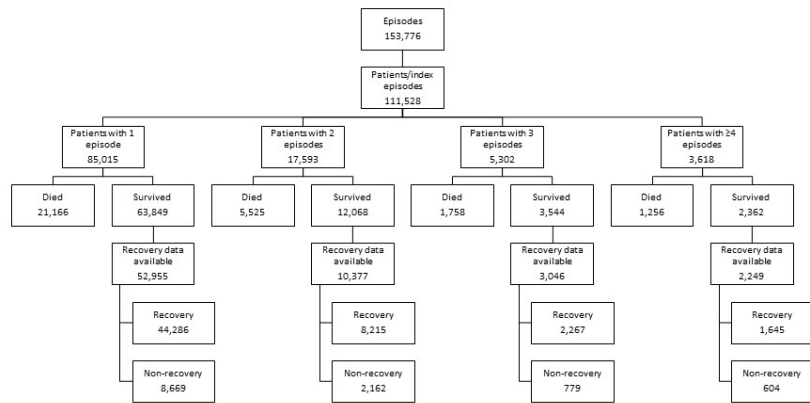 Episodes
153,776
Patients/index
episodes
111,528
Patients with 1
episode
85,015
Patients with 2
episodes
17,593
Patients with 3
episodes
5,302
Patients with ≥4
episodes
3,618
Died
21,166
Survived
63,849
Died
5,525
Survived
12,068
Died
1,758
Survived
3,544
Died
1,256
Survived
2,362
Recovery data
available
52,955
Recovery data
available
10,377
Recovery data
available
3,046
Recovery data
available
2,249
Recovery
44,286
Recovery
8,215
Recovery
2,267
Recovery
1,645
Non-recovery
8,669
Non-recovery
2,162
Non-recovery
779
Non-recovery
604